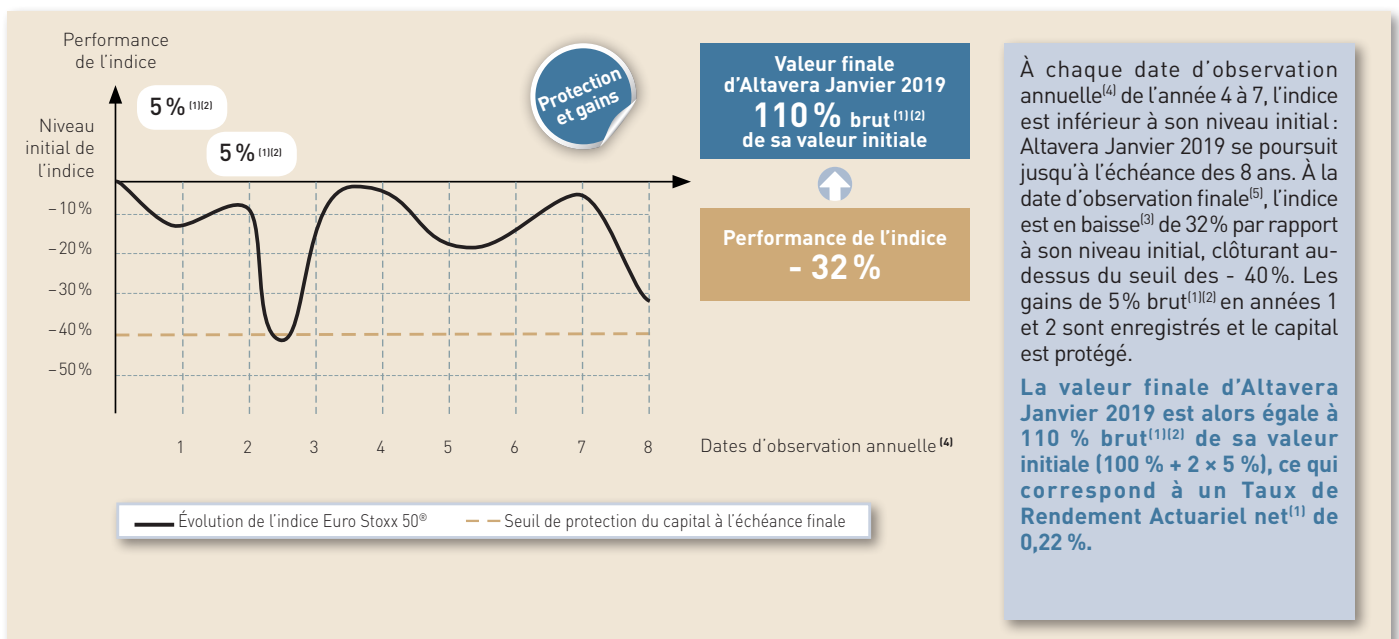 Performance
de l'indice
5 % (1)(2)
Niveau
initial de
l'indice
5 % (1)(2)
– 10 %
– 20 %
– 30 %
– 40 %
– 50 %
1 2 3 4 5 6 7 8
Dates d'observation annuelle (4)
Évolution de l'indice Euro Stoxx 50®
Seuil de protection du capital à l'échéance finale
Protection
et gains
Valeur finale
d'Altavera Janvier 2019
110 % brut (1)(2)
de sa valeur initiale
Performance de l'indice
- 32 %
À chaque date d'observation
annuelle(4) de l'année 4 à 7, l'indice
est inférieur à son niveau initial :
Altavera Janvier 2019 se poursuit
jusqu'à l'échéance des 8 ans. À la
date d'observation finale(5), l'indice
est en baisse(3) de 32 % par rapport
à son niveau initial, clôturant au-
dessus du seuil des - 40 %. Les
gains de 5 % brut(1)(2) en années 1
et 2 sont enregistrés et le capital
est protégé.
La valeur finale d'Altavera
Janvier 2019 est alors égale à
110 % brut(1)(2) de sa valeur
initiale (100 % + 2 × 5 %), ce qui
correspond à un Taux de
Rendement Actuariel net(1) de
0,22 %.